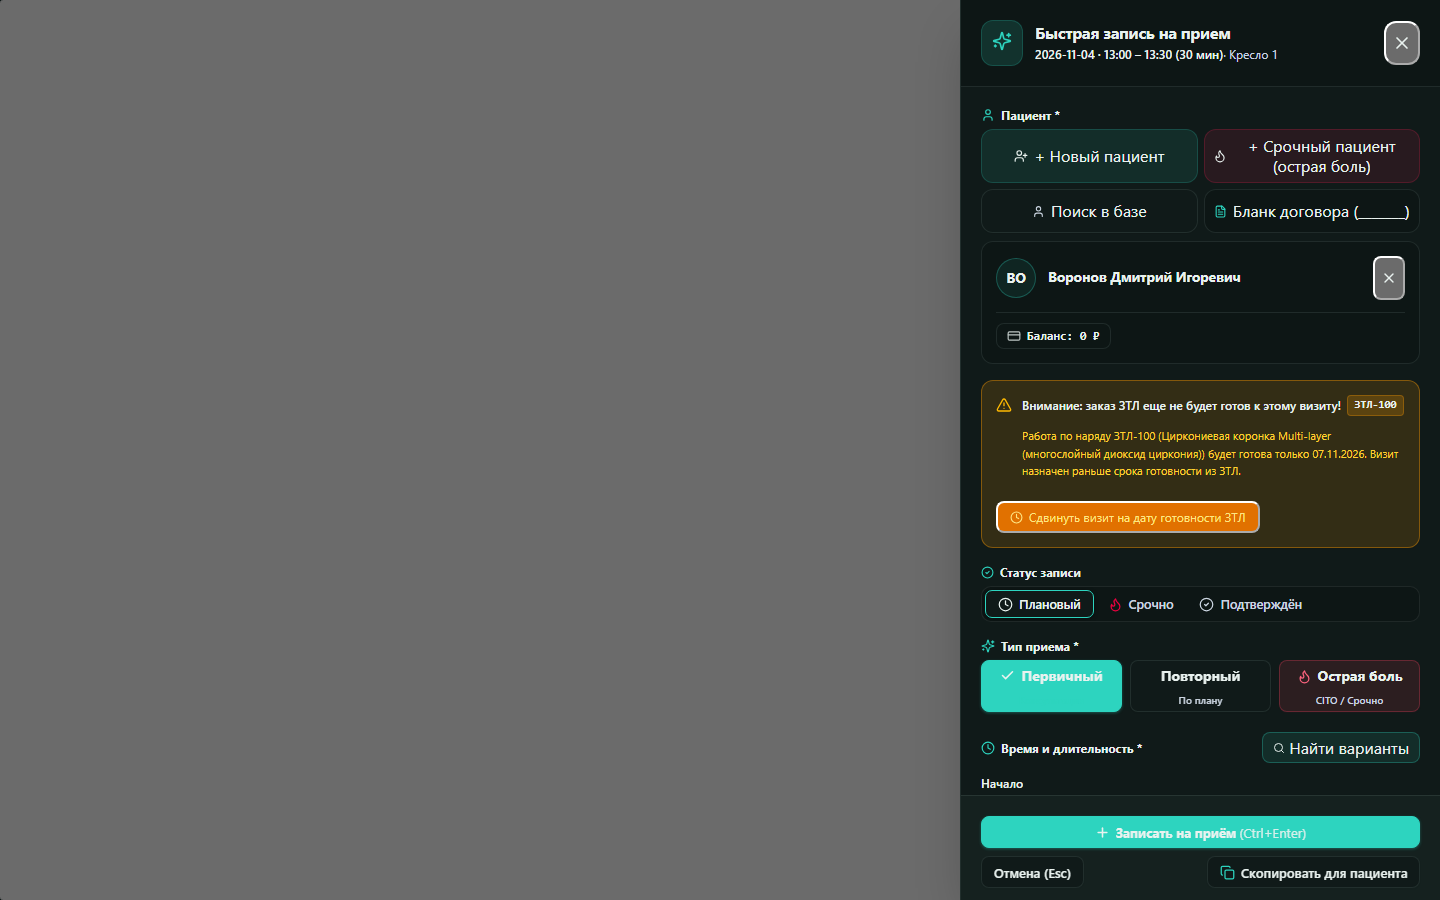 Быстрая запись на прием
2026-11-04 · 13:00 – 13:30 (30 мин)· Кресло 1
Пациент *
+ Новый пациент
+ Срочный пациент
(острая боль)
Поиск в базе
Бланк договора (______)
ВО
Воронов Дмитрий Игоревич
Баланс: 0 ₽
Внимание: заказ ЗТЛ еще не будет готов к этому визиту!
ЗТЛ-100
Работа по наряду ЗТЛ-100 (Циркониевая коронка Multi-layer
(многослойный диоксид циркония)) будет готова только 07.11.2026. Визит
назначен раньше срока готовности из ЗТЛ.
Сдвинуть визит на дату готовности ЗТЛ
Статус записи
Плановый
Срочно
Подтверждён
Тип приема *
Первичный
Повторный
По плану
Острая боль
CITO / Срочно
Время и длительность *
Найти варианты
Начало
Записать на приём (Ctrl+Enter)
Отмена (Esc)
Скопировать для пациента